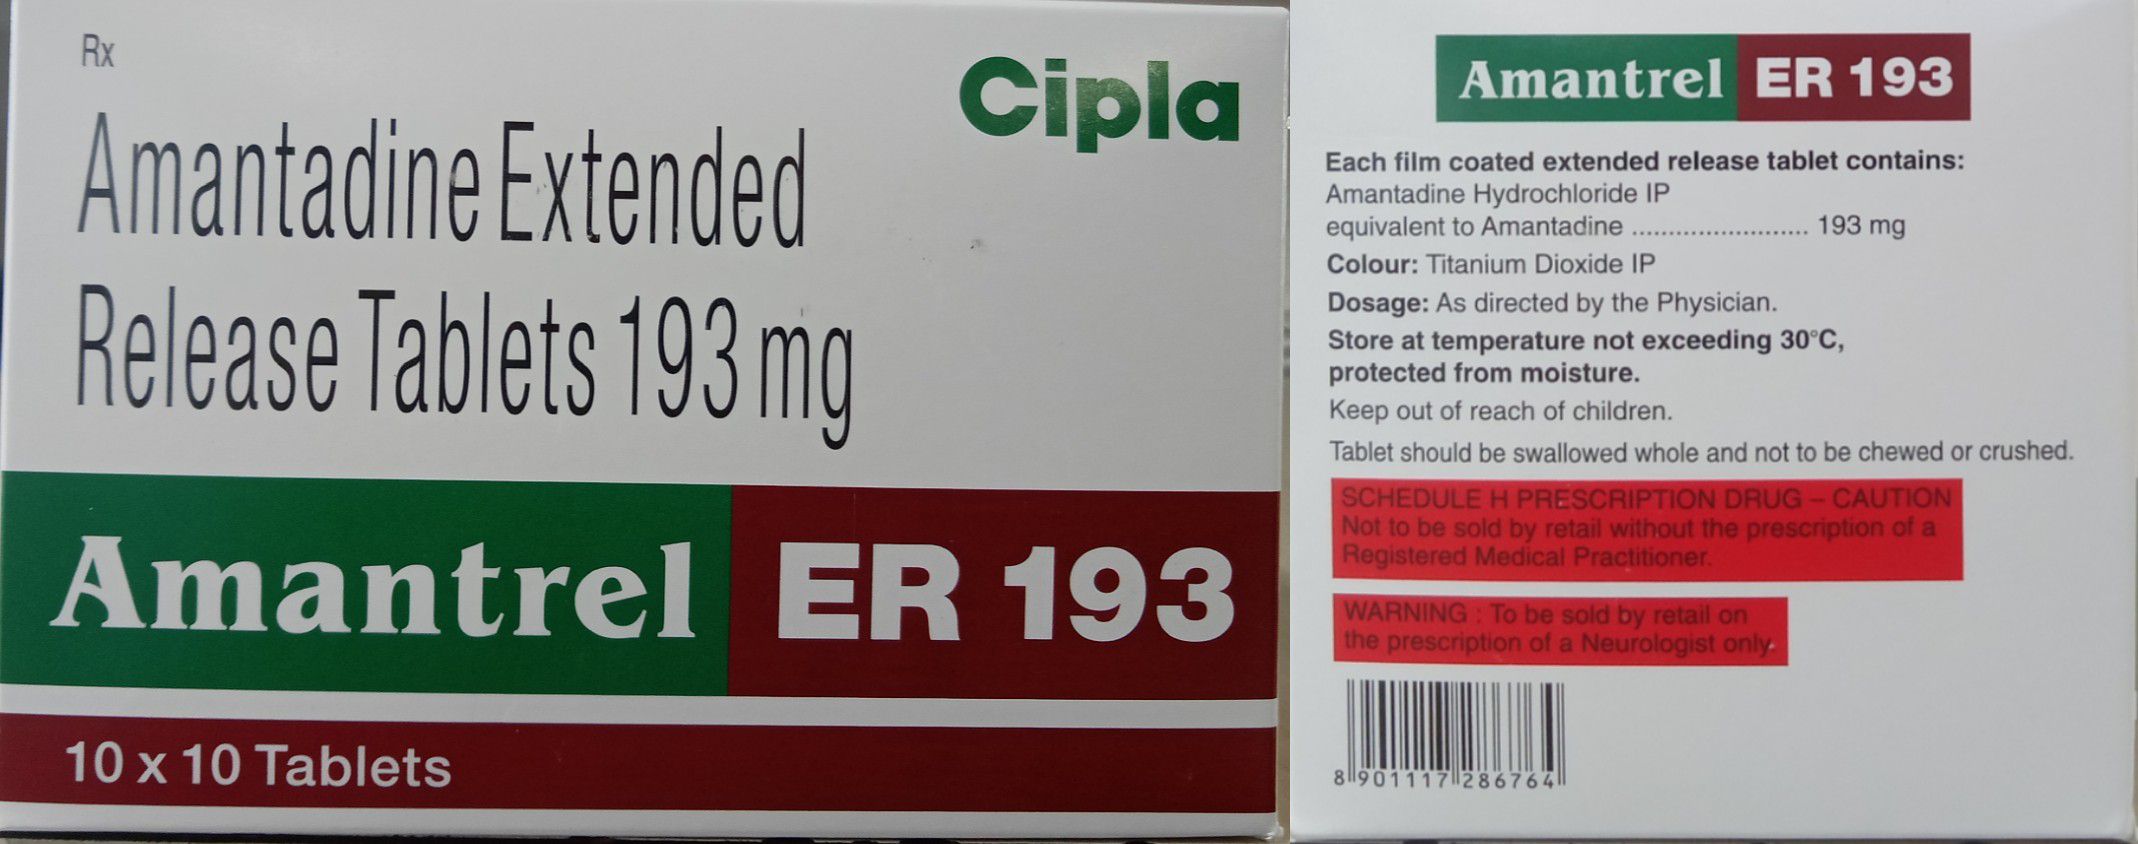 Rx
Cipla
Amantadine Extended
Release Tablets 193 mg
Amantrel ER 193
10 x 10 Tablets
Amantrel ER 193
Each film coated extended release tablet contains:
Amantadine Hydrochloride IP
equivalent to Amantadine ........................ 193 mg
Colour: Titanium Dioxide IP
Dosage: As directed by the Physician.
Store at temperature not exceeding 30°C,
protected from moisture.
Keep out of reach of children.
Tablet should be swallowed whole and not to be chewed or crushed.
SCHEDULE H PRESCRIPTION DRUG – CAUTION
Not to be sold by retail without the prescription of a
Registered Medical Practitioner.
WARNING : To be sold by retail on
the prescription of a Neurologist only.
8 901117 286764